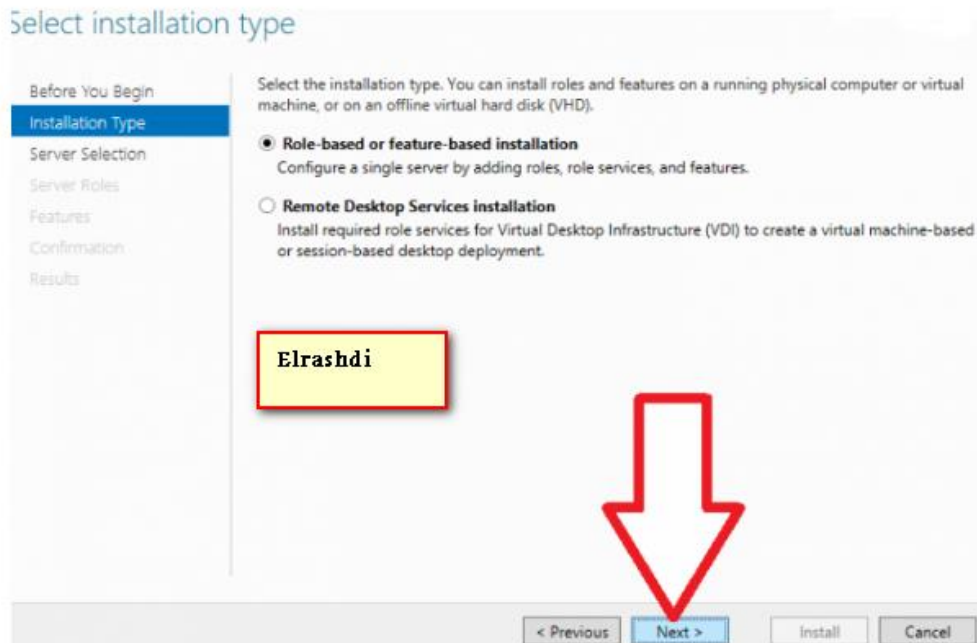 Select installation type
Before You Begin
Installation Type
Server Selection
Server Roles
Features
Confirmation
Results
Select the installation type. You can install roles and features on a running physical computer or virtual
machine, or on an offline virtual hard disk (VHD).
Role-based or feature-based installation
Configure a single server by adding roles, role services, and features.
Remote Desktop Services installation
Install required role services for Virtual Desktop Infrastructure (VDI) to create a virtual machine-based
or session-based desktop deployment.
Elrashdi
< Previous
Next >
Install
Cancel